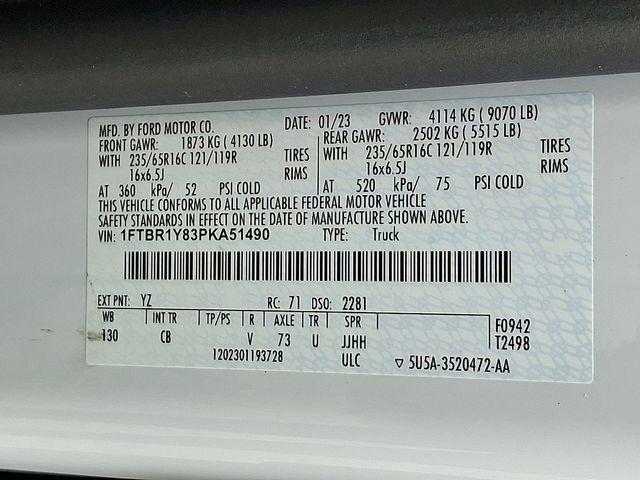 MFD. BY FORD MOTOR CO. DATE: 01/23 GVWR: 4114 KG ( 9070 LB)
FRONT GAWR: 1873 KG ( 4130 LB) REAR GAWR: 2502 KG ( 5515 LB)
WITH 235/65R16C 121/119R TIRES WITH 235/65R16C 121/119R TIRES
16x6.5J RIMS 16x6.5J RIMS
AT 360 kPa/ 52 PSI COLD AT 520 kPa/ 75 PSI COLD
THIS VEHICLE CONFORMS TO ALL APPLICABLE FEDERAL MOTOR VEHICLE
SAFETY STANDARDS IN EFFECT ON THE DATE OF MANUFACTURE SHOWN ABOVE.
VIN: 1FTBR1Y83PKA51490 TYPE: Truck
EXT PNT: YZ RC: 71 DSO: 2281
WB INT TR TP/PS R AXLE TR SPR F0942
130 CB V 73 U JJHH T2498
1202301193728 ULC ▽ 5U5A-3520472-AA